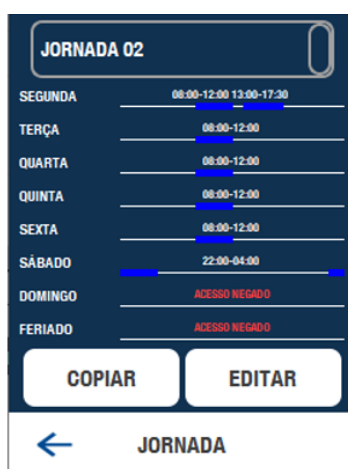 JORNADA 02
SEGUNDA 08:00-12:00 13:00-17:30
TERÇA 08:00-12:00
QUARTA 08:00-12:00
QUINTA 08:00-12:00
SEXTA 08:00-12:00
SÁBADO 22:00-04:00
DOMINGO ACESSO NEGADO
FERIADO ACESSO NEGADO
COPIAR EDITAR
JORNADA